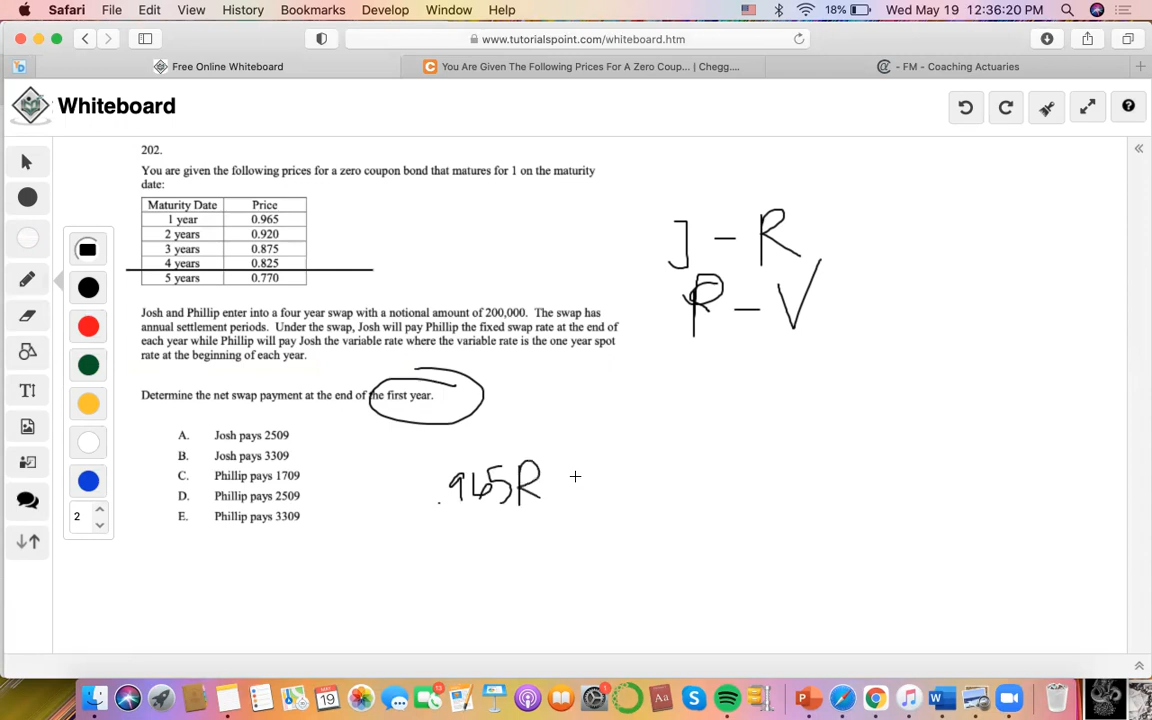 Safari File Edit View History Bookmarks Develop Window Help 18% Wed May 19 12:36:20 PM
www.tutorialspoint.com/whiteboard.htm
Free Online Whiteboard You Are Given The Following Prices For A Zero Coup... | Chegg.... - FM - Coaching Actuaries
Whiteboard
202.
You are given the following prices for a zero coupon bond that matures for 1 on the maturity
date:
Maturity Date Price
1 year 0.965
2 years 0.920
3 years 0.875
4 years 0.825
5 years 0.770
J - R
P - V
Josh and Phillip enter into a four year swap with a notional amount of 200,000. The swap has
annual settlement periods. Under the swap, Josh will pay Phillip the fixed swap rate at the end of
each year while Phillip will pay Josh the variable rate where the variable rate is the one year spot
rate at the beginning of each year.
Determine the net swap payment at the end of the first year.
A. Josh pays 2509
B. Josh pays 3309
C. Phillip pays 1709
D. Phillip pays 2509
E. Phillip pays 3309
.965R
TI
2